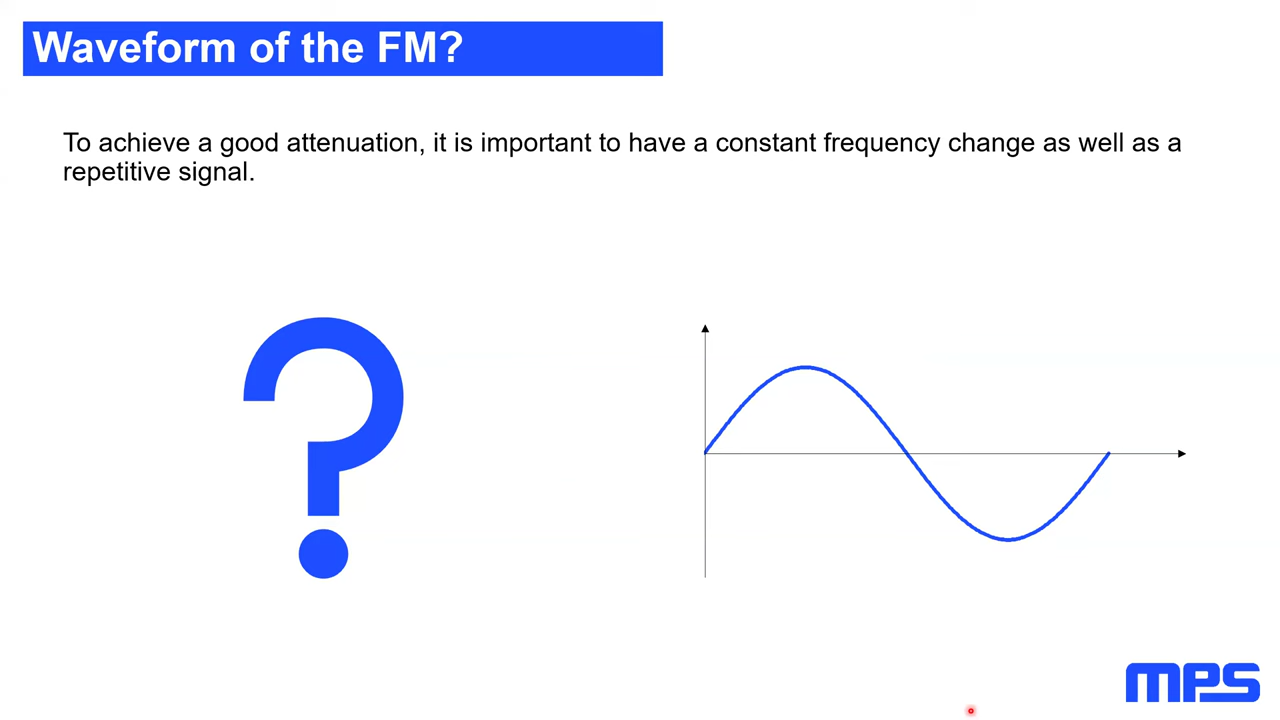 Waveform of the FM?
To achieve a good attenuation, it is important to have a constant frequency change as well as a
repetitive signal.
MPS